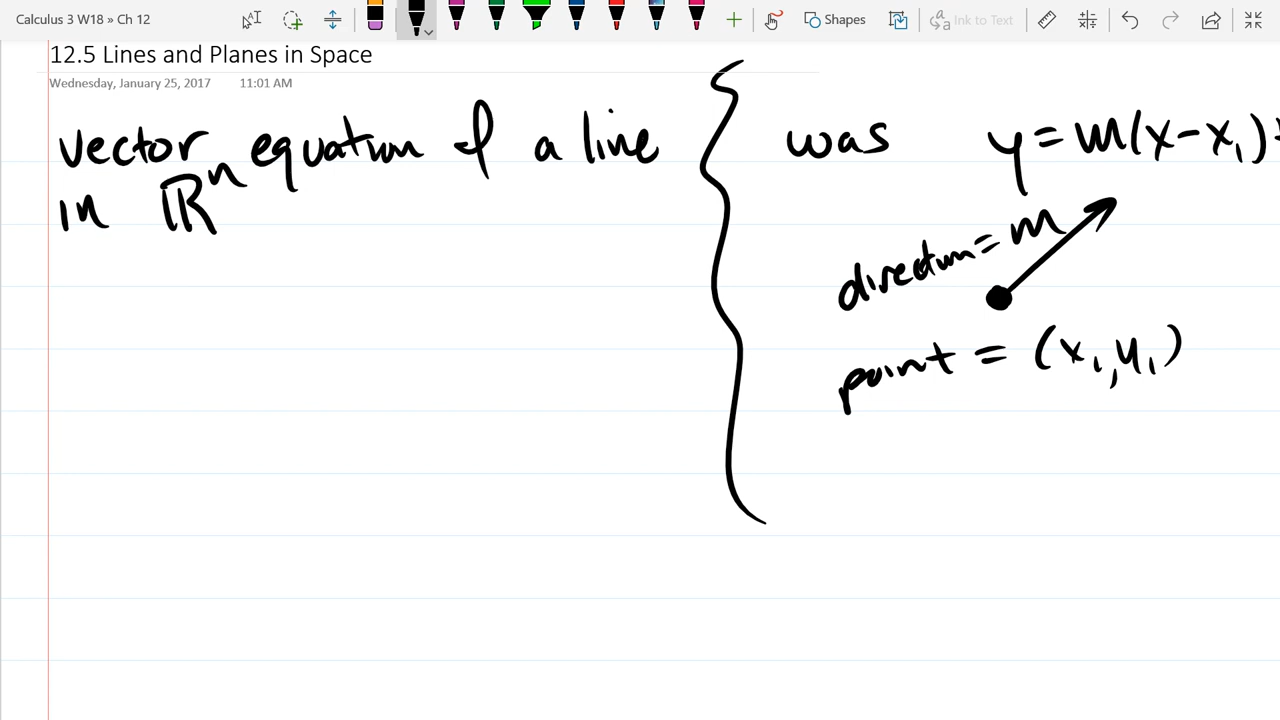 Calculus 3 W18 » Ch 12
Shapes
Ink to Text
12.5 Lines and Planes in Space
Wednesday, January 25, 2017 11:01 AM
vector equation of a line
in ℝⁿ
was y = m(x-x₁)+
direction = m
point = (x₁, y₁)